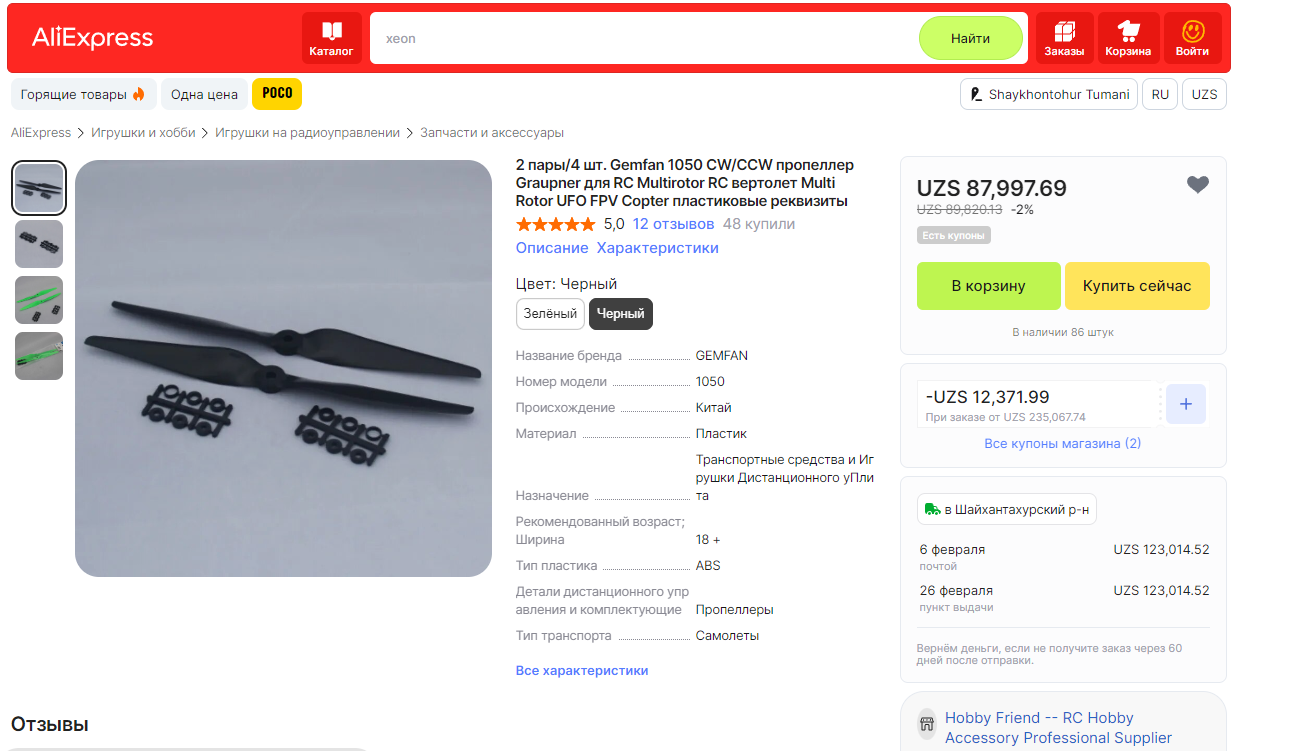 AliExpress
Каталог
xeon
Найти
Заказы
Корзина
Войти
Горящие товары
Одна цена
POCO
Shaykhontohur Tumani
RU
UZS
AliExpress
Игрушки и хобби
Игрушки на радиоуправлении
Запчасти и аксессуары
2 пары/4 шт. Gemfan 1050 CW/CCW пропеллер
Graupner для RC Multirotor RC вертолет Multi
Rotor UFO FPV Copter пластиковые реквизиты
5,0 12 отзывов 48 купили
Описание Характеристики
Цвет: Черный
Зелёный
Черный
Название бренда GEMFAN
Номер модели 1050
Происхождение Китай
Материал Пластик
Транспортные средства и Иг
рушки Дистанционного уПли
Назначение та
Рекомендованный возраст;
Ширина 18 +
Тип пластика ABS
Детали дистанционного упр
авления и комплектующие Пропеллеры
Тип транспорта Самолеты
Все характеристики
UZS 87,997.69
UZS 89,820.13 -2%
Есть купоны
В корзину
Купить сейчас
В наличии 86 штук
-UZS 12,371.99
При заказе от UZS 235,067.74
+
Все купоны магазина (2)
в Шайхантахурский р-н
6 февраля UZS 123,014.52
почтой
26 февраля UZS 123,014.52
пункт выдачи
Вернём деньги, если не получите заказ через 60
дней после отправки.
Hobby Friend -- RC Hobby
Accessory Professional Supplier
Отзывы